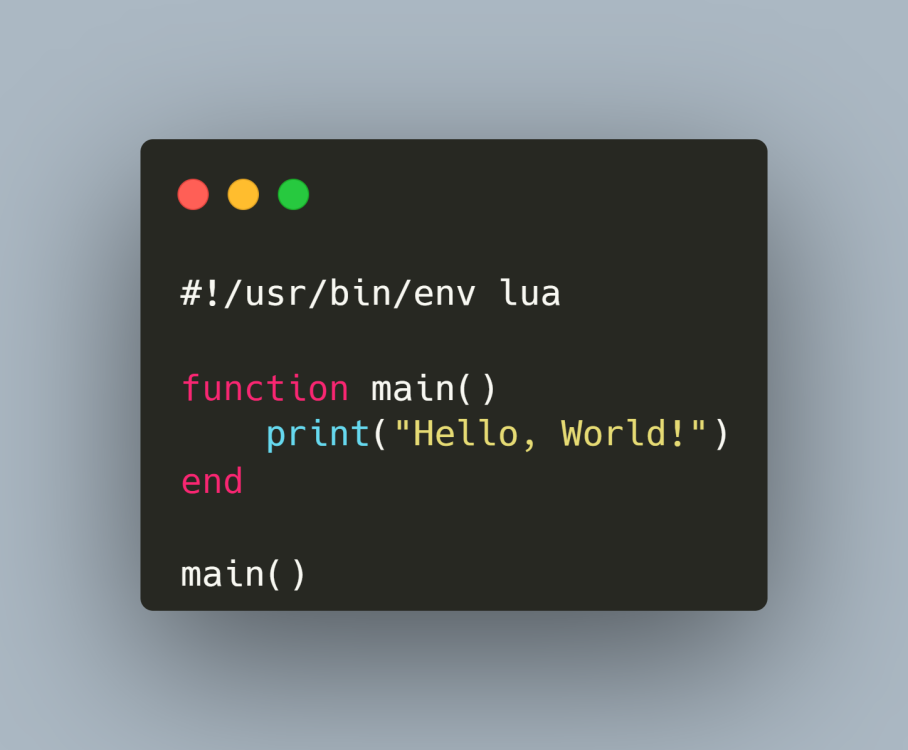 #!/usr/bin/env lua
function main()
    print("Hello, World!")
end
main()